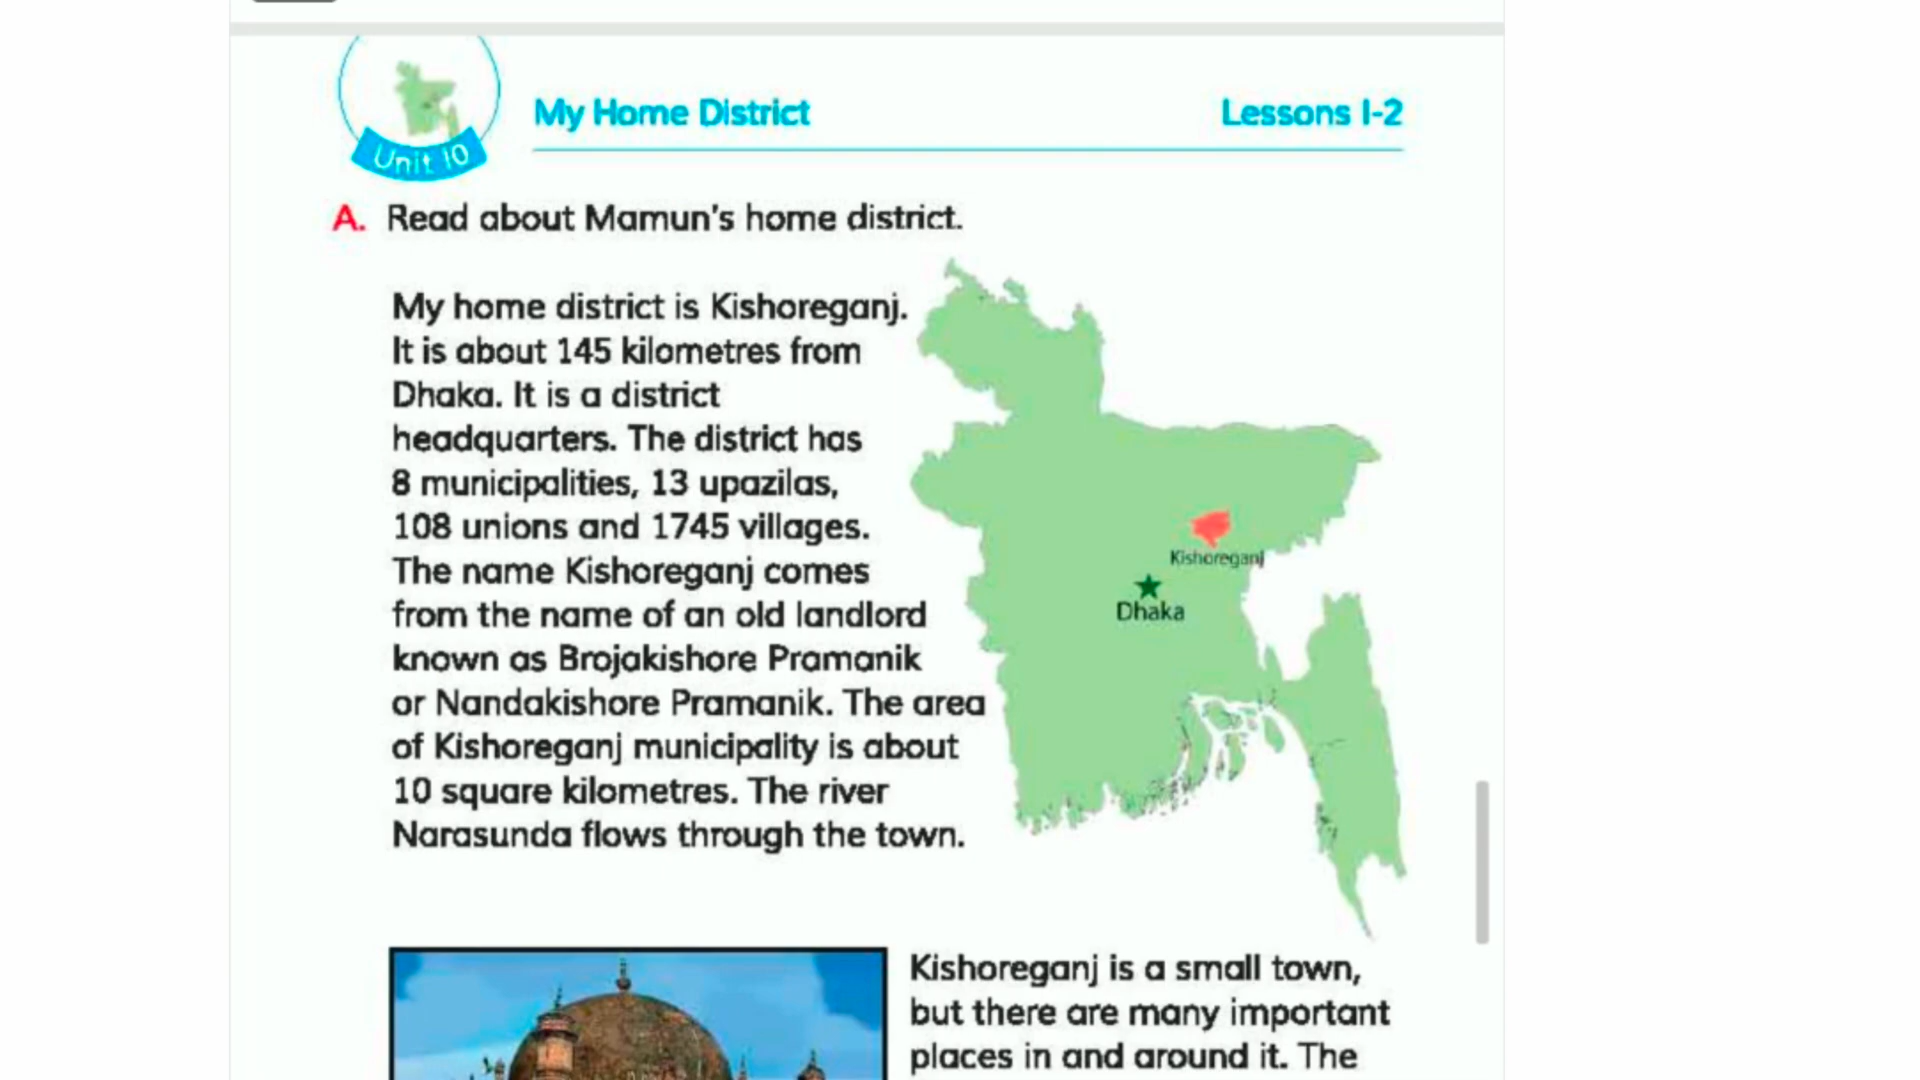 Unit 10
My Home District
Lessons 1-2
A. Read about Mamun's home district.
My home district is Kishoreganj.
It is about 145 kilometres from
Dhaka. It is a district
headquarters. The district has
8 municipalities, 13 upazilas,
108 unions and 1745 villages.
The name Kishoreganj comes
from the name of an old landlord
known as Brojakishore Pramanik
or Nandakishore Pramanik. The area
of Kishoreganj municipality is about
10 square kilometres. The river
Narasunda flows through the town.
Kishoreganj
Dhaka
Kishoreganj is a small town,
but there are many important
places in and around it. The